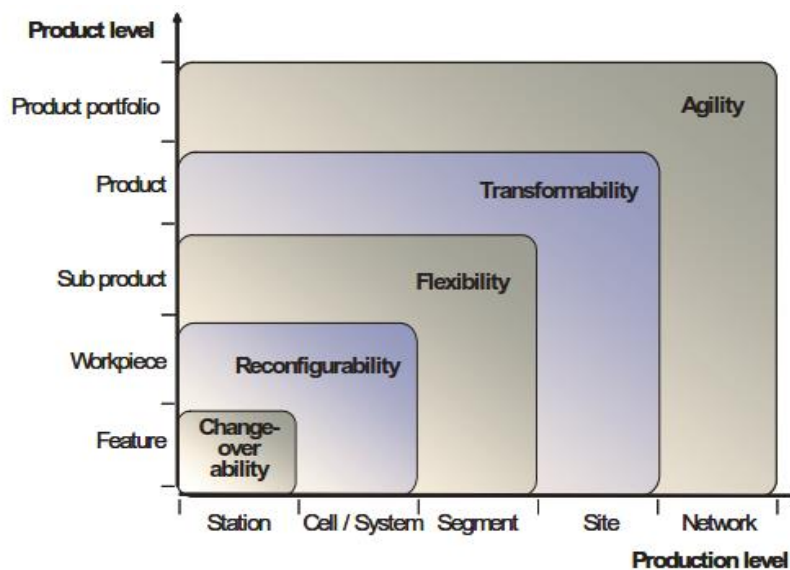 Product level
Product portfolio
Agility
Product
Transformability
Sub product
Flexibility
Workpiece
Reconfigurability
Feature
Change-
over
ability
Station
Cell / System
Segment
Site
Network
Production level